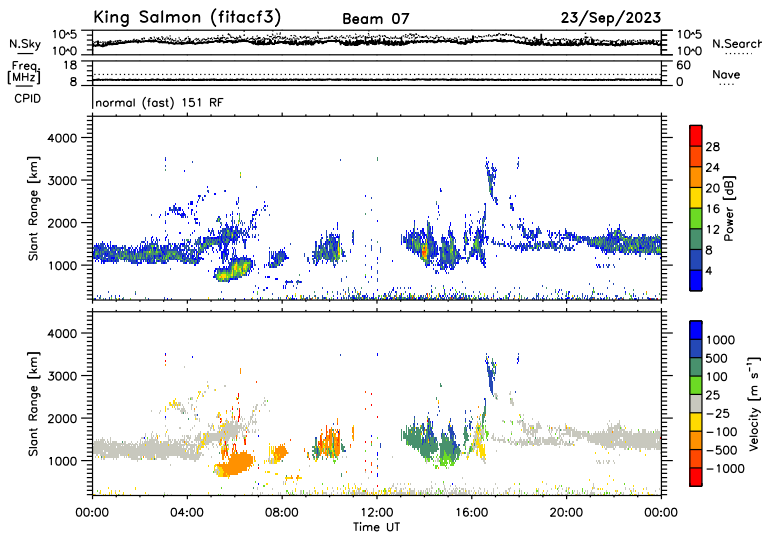 King Salmon (fitacf3) Beam 07 23/Sep/2023
N.Sky 10+5 10+0 10+5 10+0 N.Search
Freq. [MHz] 18 8 60 0 Nave
CPID normal (fast) 151 RF
Slant Range [km] 4000 3000 2000 1000
Power [dB] 28 24 20 16 12 8 4
Slant Range [km] 4000 3000 2000 1000
Velocity [m s⁻¹] 1000 500 100 25 -25 -100 -500 -1000
00:00 04:00 08:00 12:00 16:00 20:00 00:00
Time UT